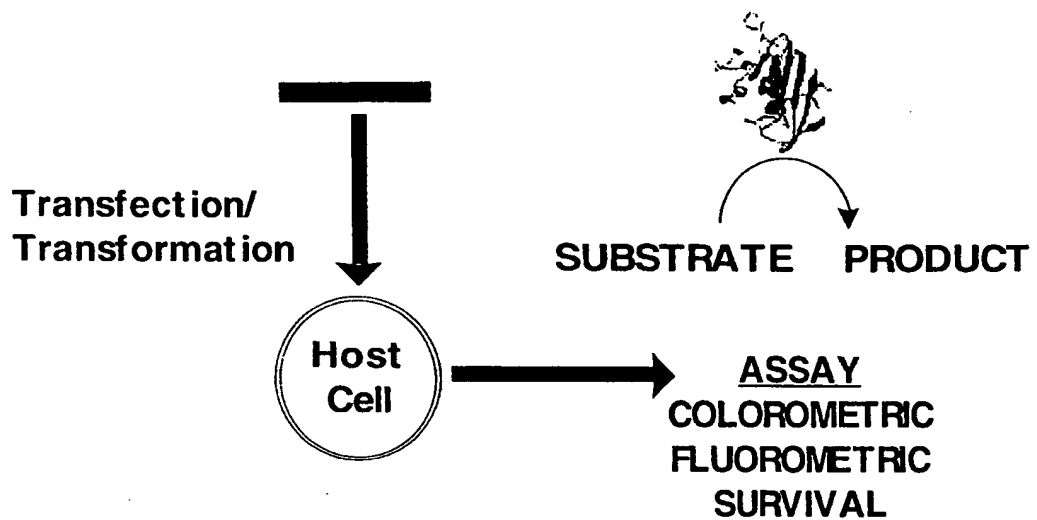 Transfection/
Transformation
SUBSTRATE PRODUCT
Host
Cell
ASSAY
COLOROMETRIC
FLUOROMETRIC
SURVIVAL